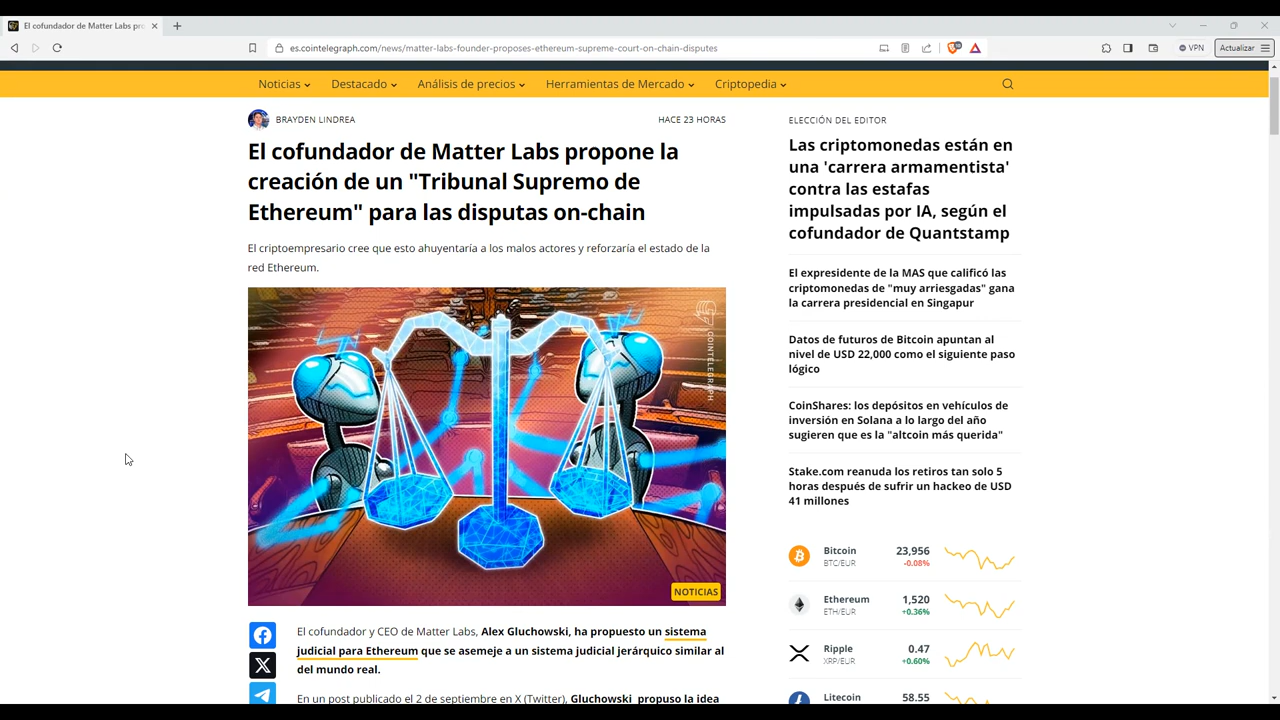 El cofundador de Matter Labs pro
es.cointelegraph.com/news/matter-labs-founder-proposes-ethereum-supreme-court-on-chain-disputes
VPN
Actualizar
Noticias
Destacado
Análisis de precios
Herramientas de Mercado
Criptopedia
BRAYDEN LINDREA
HACE 23 HORAS
El cofundador de Matter Labs propone la
creación de un "Tribunal Supremo de
Ethereum" para las disputas on-chain
El criptoempresario cree que esto ahuyentaría a los malos actores y reforzaría el estado de la
red Ethereum.
COINTELEGRAPH
NOTICIAS
El cofundador y CEO de Matter Labs, Alex Gluchowski, ha propuesto un sistema
judicial para Ethereum que se asemeje a un sistema judicial jerárquico similar al
del mundo real.
En un post publicado el 2 de septiembre en X (Twitter), Gluchowski propuso la idea
ELECCIÓN DEL EDITOR
Las criptomonedas están en
una 'carrera armamentista'
contra las estafas
impulsadas por IA, según el
cofundador de Quantstamp
El expresidente de la MAS que calificó las
criptomonedas de "muy arriesgadas" gana
la carrera presidencial en Singapur
Datos de futuros de Bitcoin apuntan al
nivel de USD 22,000 como el siguiente paso
lógico
CoinShares: los depósitos en vehículos de
inversión en Solana a lo largo del año
sugieren que es la "altcoin más querida"
Stake.com reanuda los retiros tan solo 5
horas después de sufrir un hackeo de USD
41 millones
Bitcoin 23,956
BTC/EUR -0.08%
Ethereum 1,520
ETH/EUR +0.36%
Ripple 0.47
XRP/EUR +0.60%
Litecoin 58.55